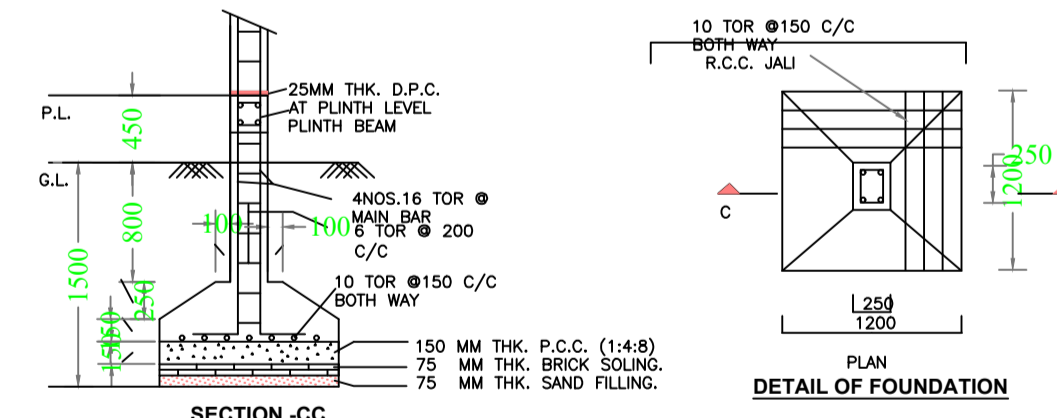 25MM THK. D.P.C.
AT PLINTH LEVEL
PLINTH BEAM
P.L.
450
G.L.
4NOS.16 TOR @
MAIN BAR
6 TOR @ 200
C/C
100
100
800
1500
10 TOR @150 C/C
BOTH WAY
250
150
150 MM THK. P.C.C. (1:4:8)
75 MM THK. BRICK SOLING.
75 MM THK. SAND FILLING.
SECTION -CC
10 TOR @150 C/C
BOTH WAY
R.C.C. JALI
250
1200
C
250
1200
PLAN
DETAIL OF FOUNDATION